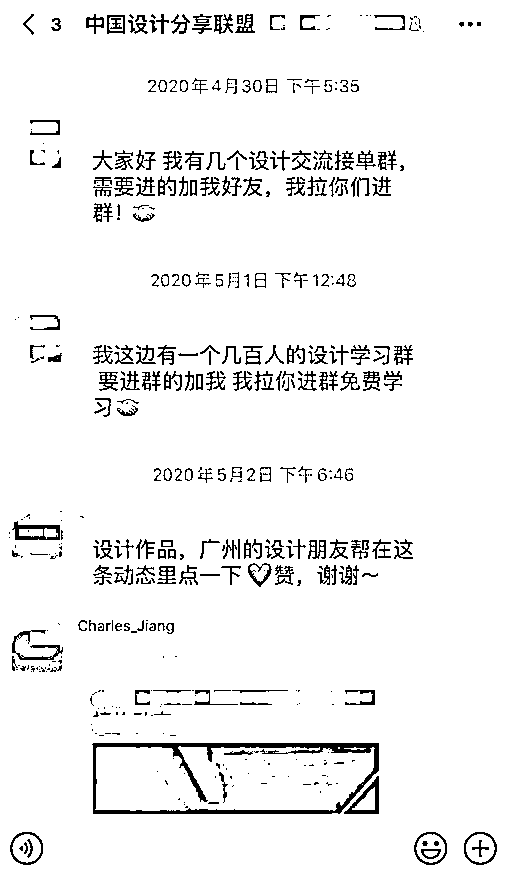 3 中国设计分享联盟
2020年4月30日 下午5:35
大家好 我有几个设计交流接单群，
需要进的加我好友，我拉你们进
群！
2020年5月1日 下午12:48
我这边有一个几百人的设计学习群
要进群的加我 我拉你进群免费学
习
2020年5月2日 下午6:46
设计作品，广州的设计朋友帮在这
条动态里点一下赞，谢谢～
Charles_Jiang